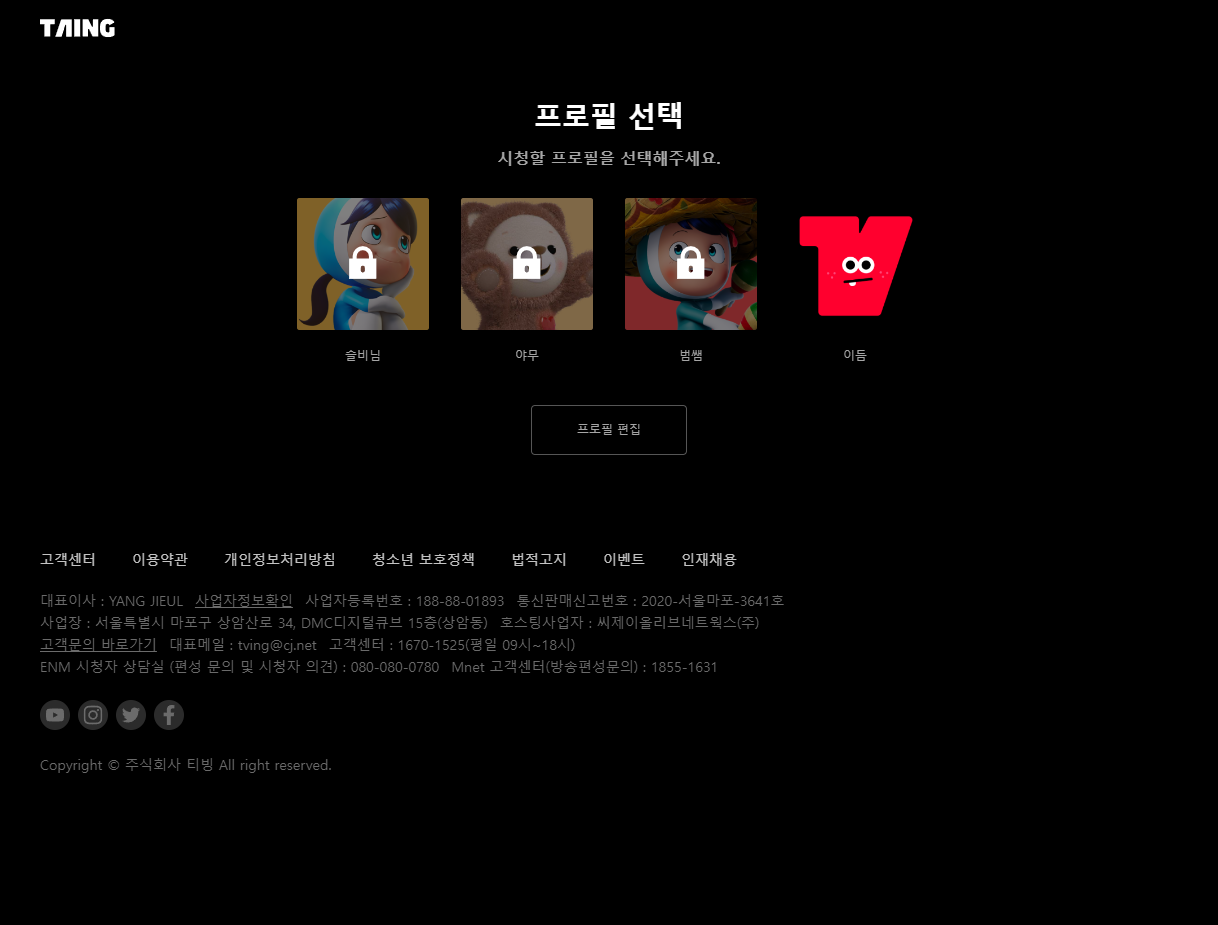 TAING
프로필 선택
시청할 프로필을 선택해주세요.
슬비님 야무 범쌤 이듬
프로필 편집
고객센터 이용약관 개인정보처리방침 청소년 보호정책 법적고지 이벤트 인재채용
대표이사 : YANG JIEUL 사업자정보확인 사업자등록번호 : 188-88-01893 통신판매신고번호 : 2020-서울마포-3641호
사업장 : 서울특별시 마포구 상암산로 34, DMC디지털큐브 15층(상암동) 호스팅사업자 : 씨제이올리브네트웍스(주)
고객문의 바로가기 대표메일 : tving@cj.net 고객센터 : 1670-1525(평일 09시~18시)
ENM 시청자 상담실 (편성 문의 및 시청자 의견) : 080-080-0780 Mnet 고객센터(방송편성문의) : 1855-1631
Copyright © 주식회사 티빙 All right reserved.